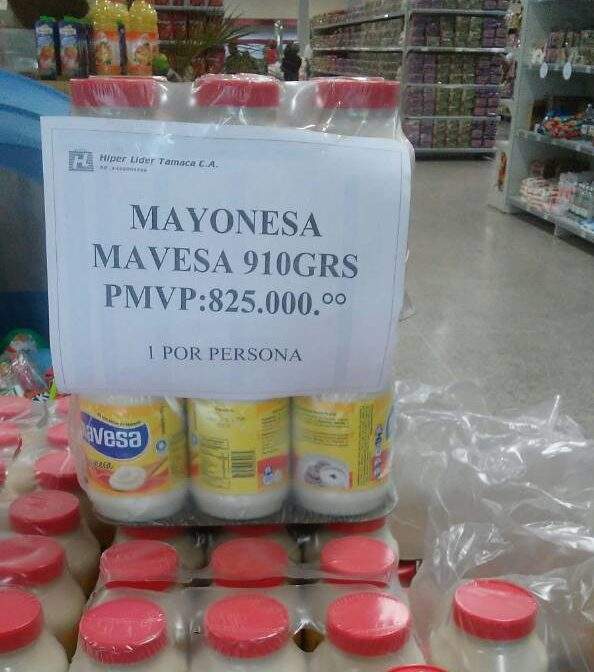 Hiper Lider Tamaca C.A.
MAYONESA
MAVESA 910GRS
PMVP:825.000.ºº
1 POR PERSONA
avesa